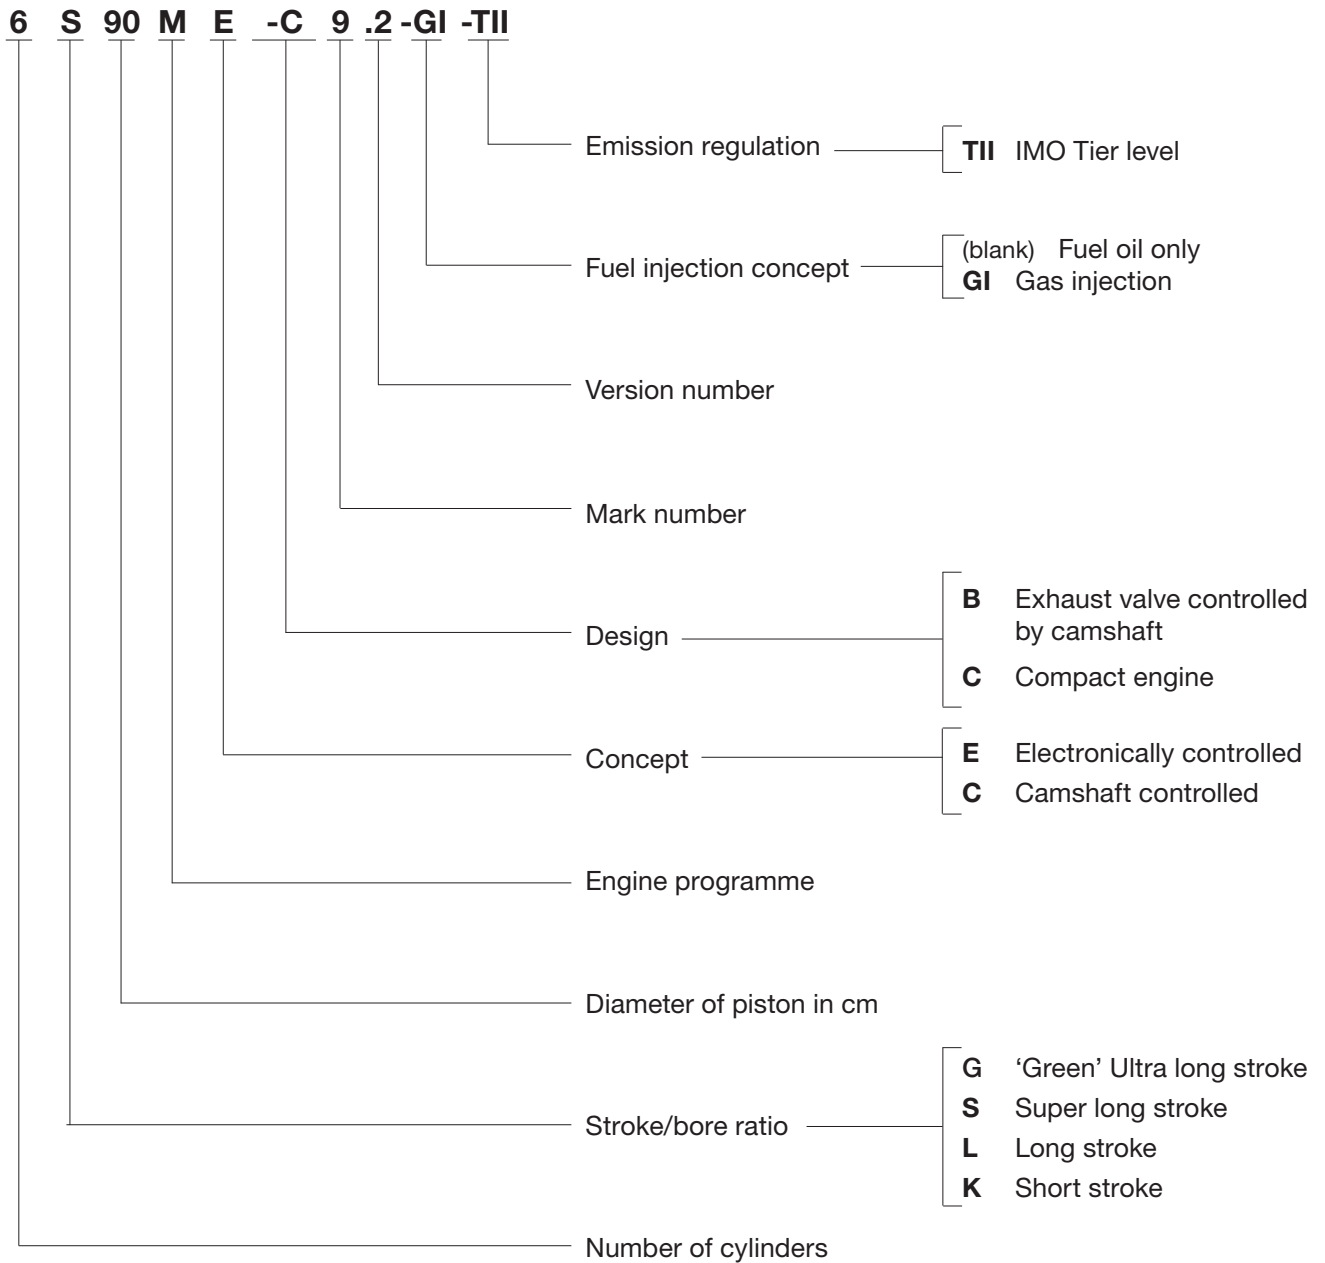 6 S 90 M E -C 9 .2 -GI -TII
Emission regulation
TII IMO Tier level
Fuel injection concept
(blank) Fuel oil only
GI Gas injection
Version number
Mark number
Design
B Exhaust valve controlled
by camshaft
C Compact engine
Concept
E Electronically controlled
C Camshaft controlled
Engine programme
Diameter of piston in cm
Stroke/bore ratio
G ‘Green’ Ultra long stroke
S Super long stroke
L Long stroke
K Short stroke
Number of cylinders